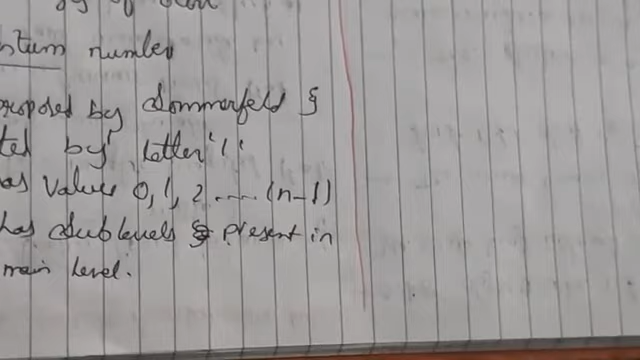 ntum number
roposed by Sommerfeld &
ted by letter 'l'
as values 0, 1, 2 ..... (n-1)
has sublevels present in
main level.